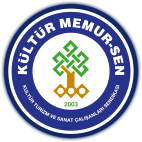 KÜLTÜR MEMUR-SEN
2003
KÜLTÜR TURİZM VE SANAT ÇALIŞANLARI SENDİKASI